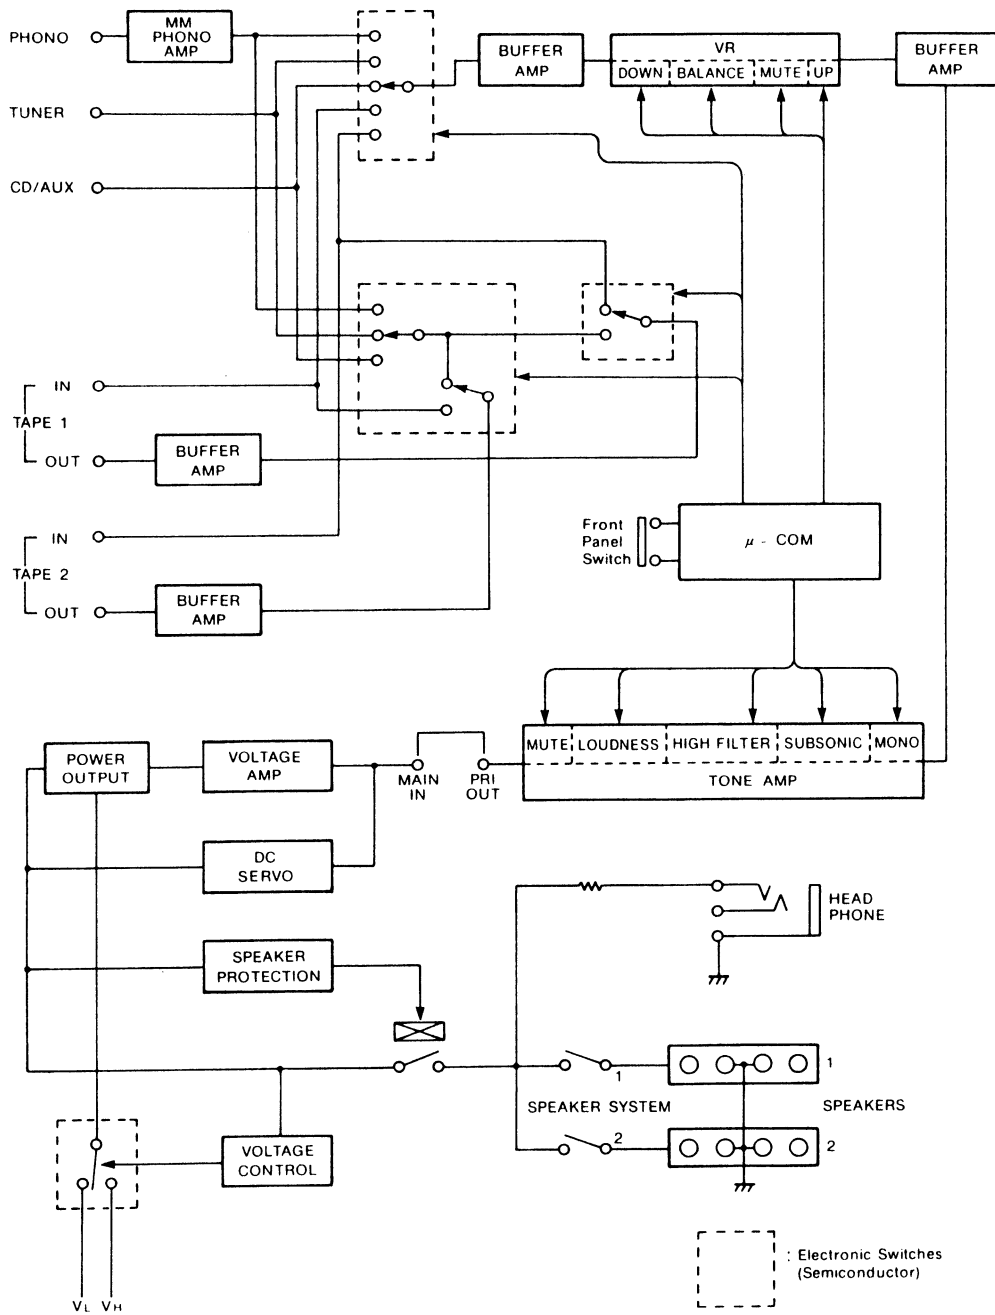 PHONO
MM
PHONO
AMP
BUFFER
AMP
VR
DOWN BALANCE MUTE UP
BUFFER
AMP
TUNER
CD/AUX
IN
TAPE 1
OUT
BUFFER
AMP
IN
TAPE 2
OUT
BUFFER
AMP
Front
Panel
Switch
μ - COM
MUTE LOUDNESS HIGH FILTER SUBSONIC MONO
TONE AMP
POWER
OUTPUT
VOLTAGE
AMP
MAIN
IN
PRI
OUT
DC
SERVO
HEAD
PHONE
SPEAKER
PROTECTION
1
1
SPEAKER SYSTEM
SPEAKERS
2
2
VOLTAGE
CONTROL
VL VH
: Electronic Switches
(Semiconductor)